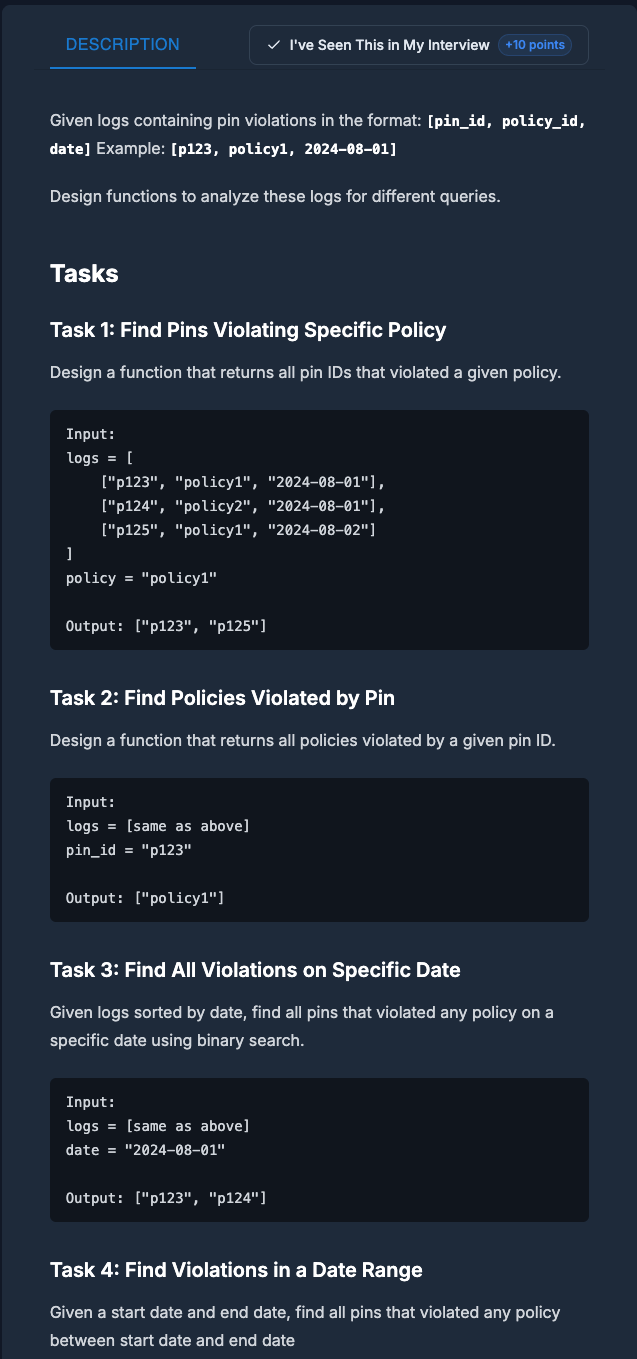 DESCRIPTION
✓ I've Seen This in My Interview +10 points
Given logs containing pin violations in the format: [pin_id, policy_id,
date] Example: [p123, policy1, 2024-08-01]
Design functions to analyze these logs for different queries.
Tasks
Task 1: Find Pins Violating Specific Policy
Design a function that returns all pin IDs that violated a given policy.
Input:
logs = [
    ["p123", "policy1", "2024-08-01"],
    ["p124", "policy2", "2024-08-01"],
    ["p125", "policy1", "2024-08-02"]
]
policy = "policy1"
Output: ["p123", "p125"]
Task 2: Find Policies Violated by Pin
Design a function that returns all policies violated by a given pin ID.
Input:
logs = [same as above]
pin_id = "p123"
Output: ["policy1"]
Task 3: Find All Violations on Specific Date
Given logs sorted by date, find all pins that violated any policy on a
specific date using binary search.
Input:
logs = [same as above]
date = "2024-08-01"
Output: ["p123", "p124"]
Task 4: Find Violations in a Date Range
Given a start date and end date, find all pins that violated any policy
between start date and end date